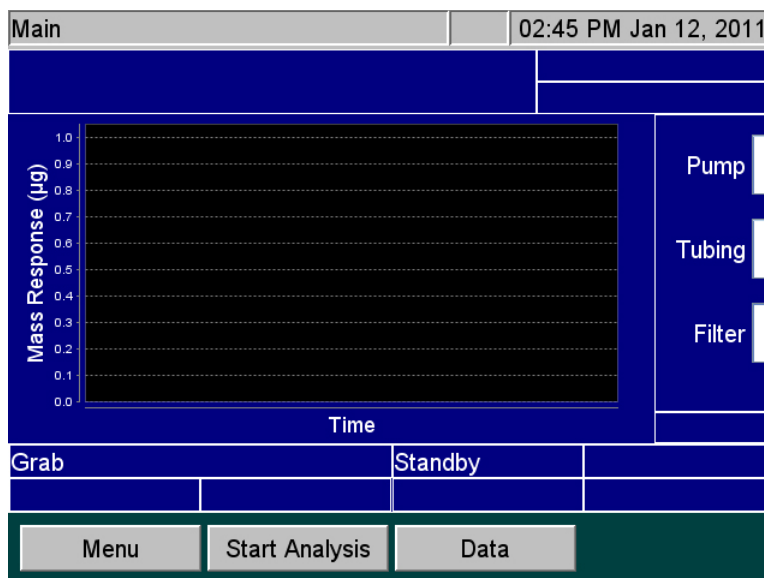 Main
02:45 PM Jan 12, 2011
1.0
0.9
0.8
0.7
0.6
0.5
0.4
0.3
0.2
0.1
0.0
Mass Response (µg)
Time
Pump
Tubing
Filter
Grab
Standby
Menu
Start Analysis
Data